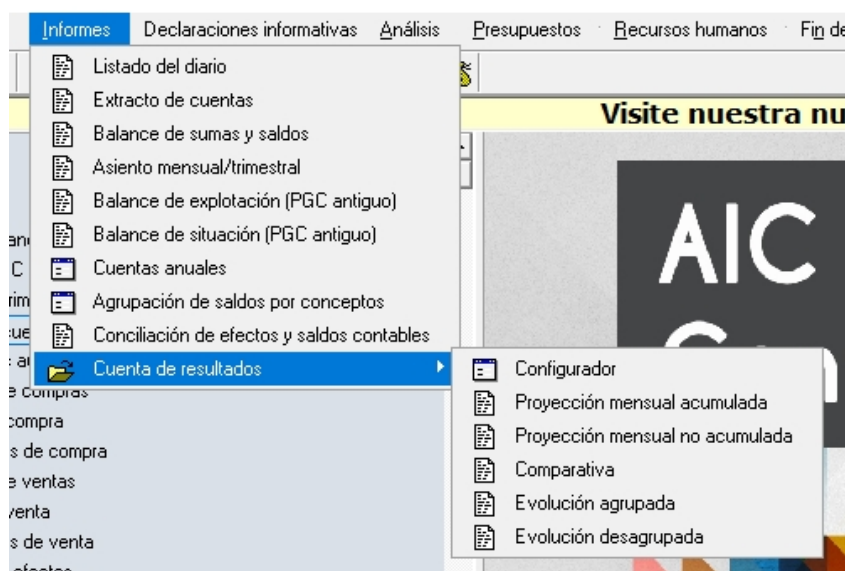 Informes Declaraciones informativas Análisis Presupuestos Recursos humanos Fin de
Listado del diario
Extracto de cuentas
Visite nuestra nu
Balance de sumas y saldos
Asiento mensual/trimestral
Balance de explotación (PGC antiguo)
Balance de situación (PGC antiguo)
AIC
Cuentas anuales
Agrupación de saldos por conceptos
Conciliación de efectos y saldos contables
Cuenta de resultados
Configurador
Proyección mensual acumulada
Proyección mensual no acumulada
Comparativa
Evolución agrupada
Evolución desagrupada
e compras
compra
s de compra
e ventas
venta
s de venta